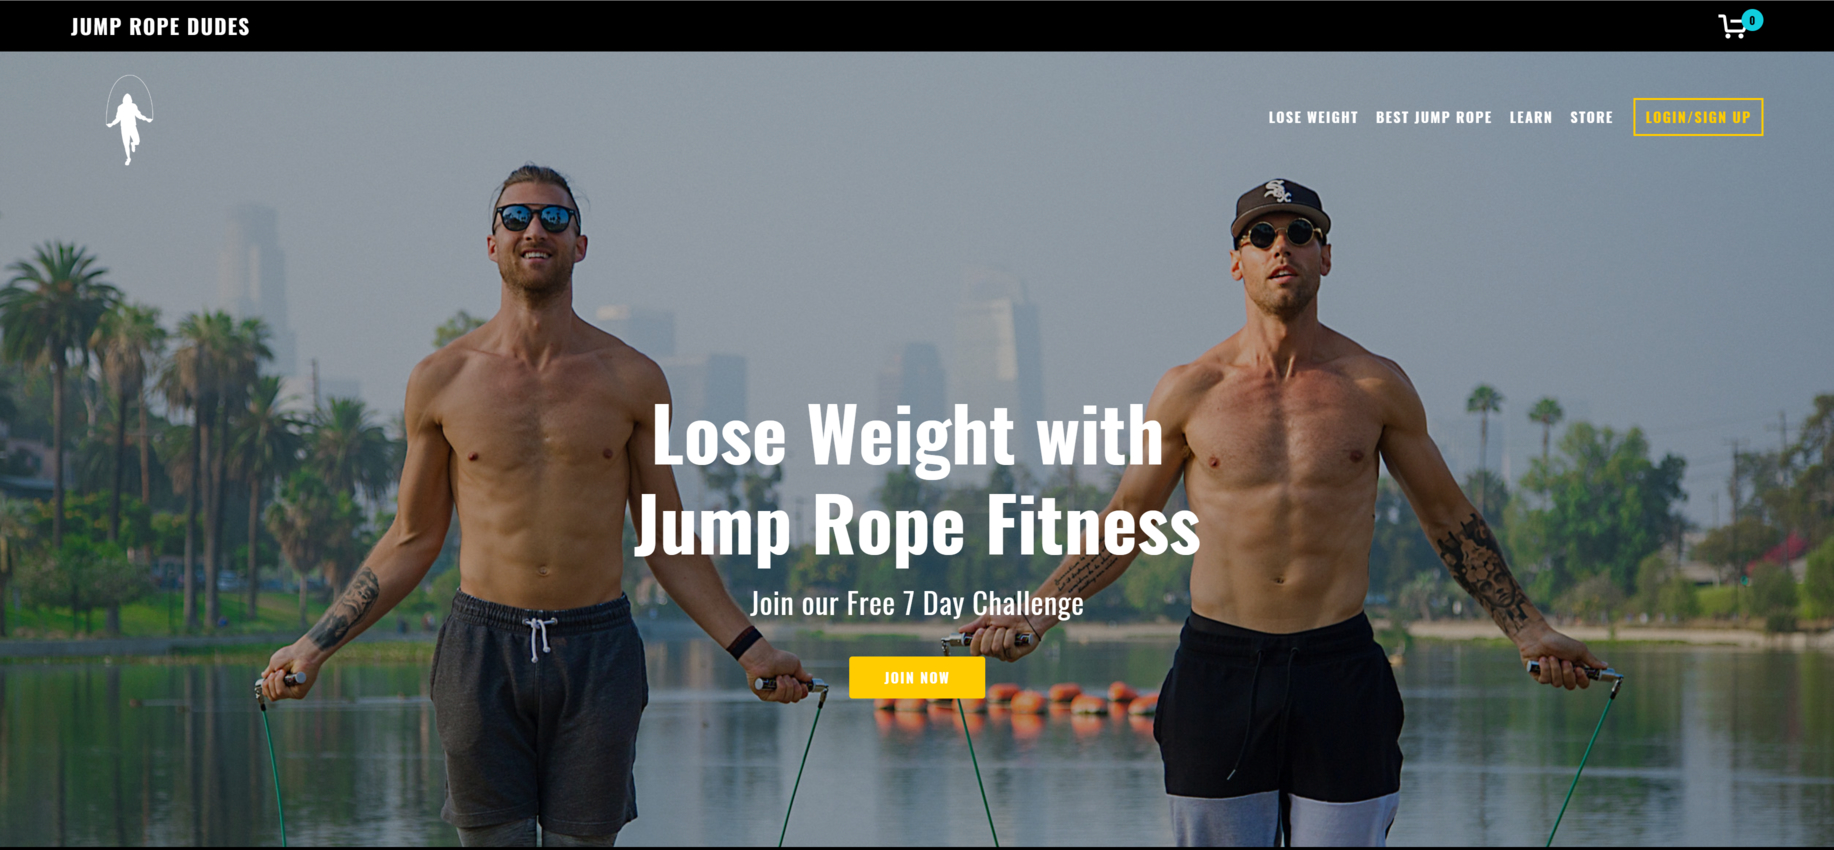 JUMP ROPE DUDES
0
LOSE WEIGHT BEST JUMP ROPE LEARN STORE LOGIN/SIGN UP
Sox
Lose Weight with
Jump Rope Fitness
Join our Free 7 Day Challenge
JOIN NOW